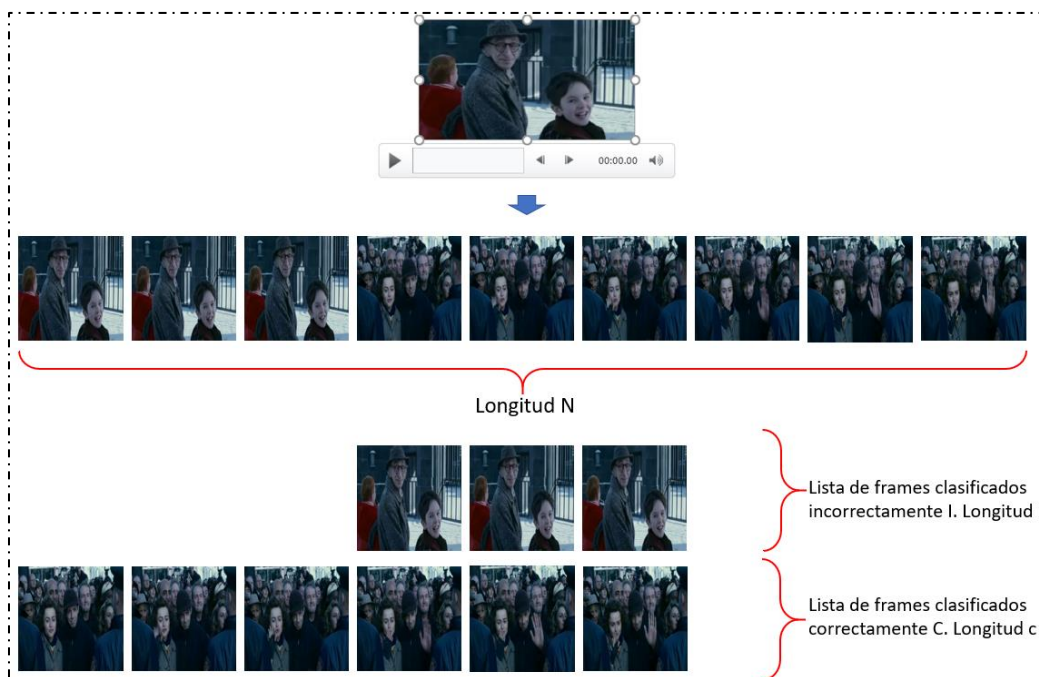 00:00.00
Longitud N
Lista de frames clasificados
incorrectamente I. Longitud
Lista de frames clasificados
correctamente C. Longitud c